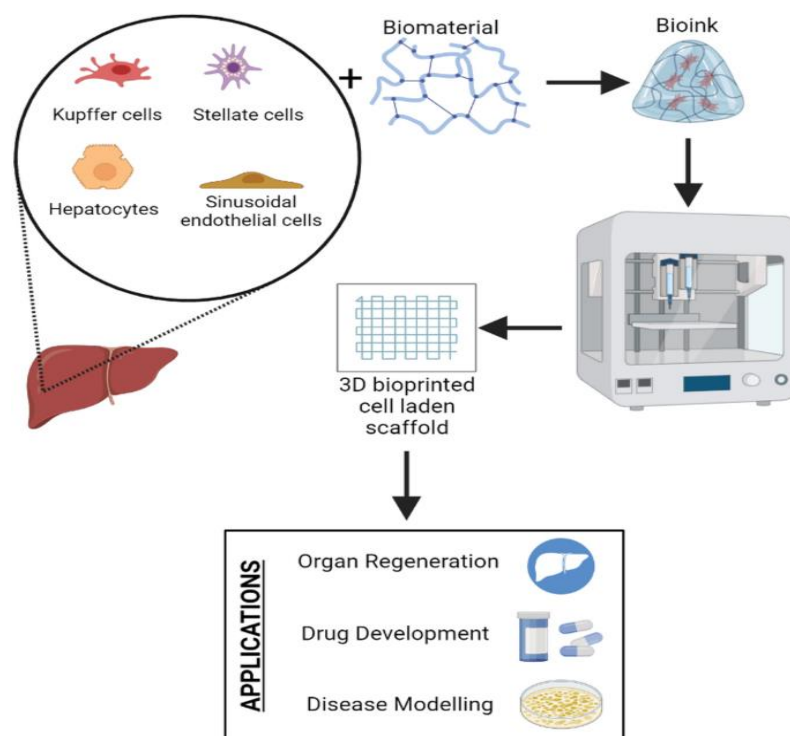 Biomaterial
Bioink
Kupffer cells
Stellate cells
+
Hepatocytes
Sinusoidal
endothelial cells
3D bioprinted
cell laden
scaffold
APPLICATIONS
Organ Regeneration
Drug Development
Disease Modelling